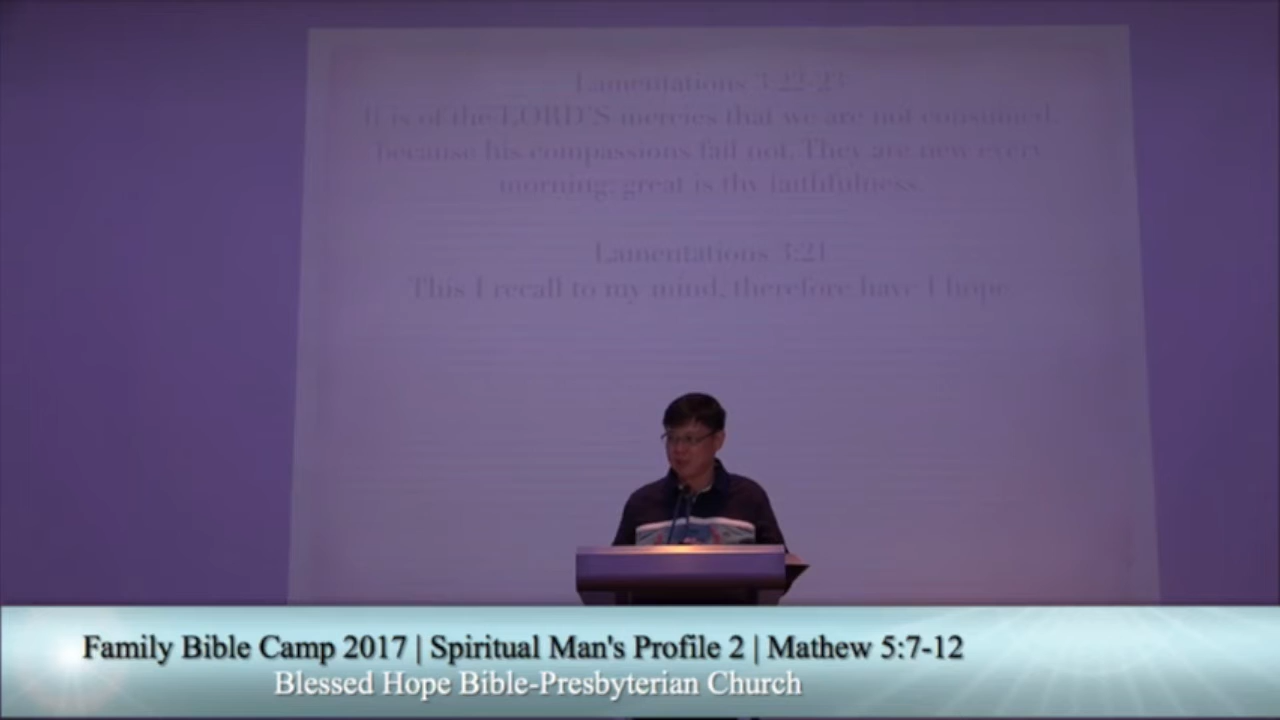 Lamentations 3:22-23
It is of the LORD'S mercies that we are not consumed,
because his compassions fail not. They are new every
morning: great is thy faithfulness.
Lamentations 3:21
This I recall to my mind, therefore have I hope.
Family Bible Camp 2017 | Spiritual Man's Profile 2 | Mathew 5:7-12
Blessed Hope Bible-Presbyterian Church